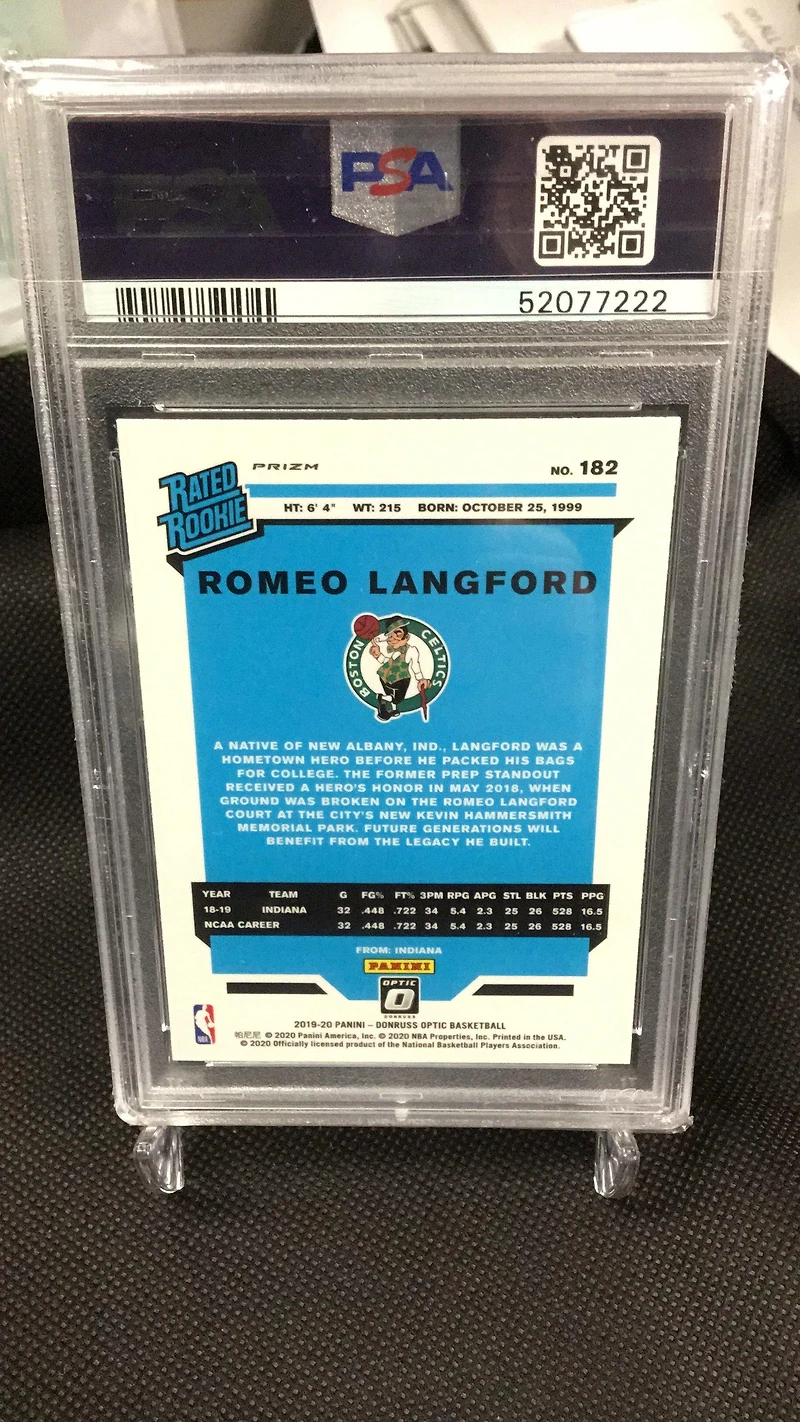 PSA
52077222
PRIZM
NO. 182
RATED
ROOKIE
HT: 6' 4" WT: 215 BORN: OCTOBER 25, 1999
ROMEO LANGFORD
BOSTON CELTICS
A NATIVE OF NEW ALBANY, IND., LANGFORD WAS A
HOMETOWN HERO BEFORE HE PACKED HIS BAGS
FOR COLLEGE. THE FORMER PREP STANDOUT
RECEIVED A HERO'S HONOR IN MAY 2018, WHEN
GROUND WAS BROKEN ON THE ROMEO LANGFORD
COURT AT THE CITY'S NEW KEVIN HAMMERSMITH
MEMORIAL PARK. FUTURE GENERATIONS WILL
BENEFIT FROM THE LEGACY HE BUILT.
YEAR TEAM G FG% FT% 3PM RPG APG STL BLK PTS PPG
18-19 INDIANA 32 .448 .722 34 5.4 2.3 25 26 528 16.5
NCAA CAREER 32 .448 .722 34 5.4 2.3 25 26 528 16.5
FROM: INDIANA
PANINI
OPTIC
O
DONRUSS
NBA
2019-20 PANINI – DONRUSS OPTIC BASKETBALL
帕尼尼 © 2020 Panini America, Inc. © 2020 NBA Properties, Inc. Printed in the USA.
© 2020 Officially licensed product of the National Basketball Players Association.